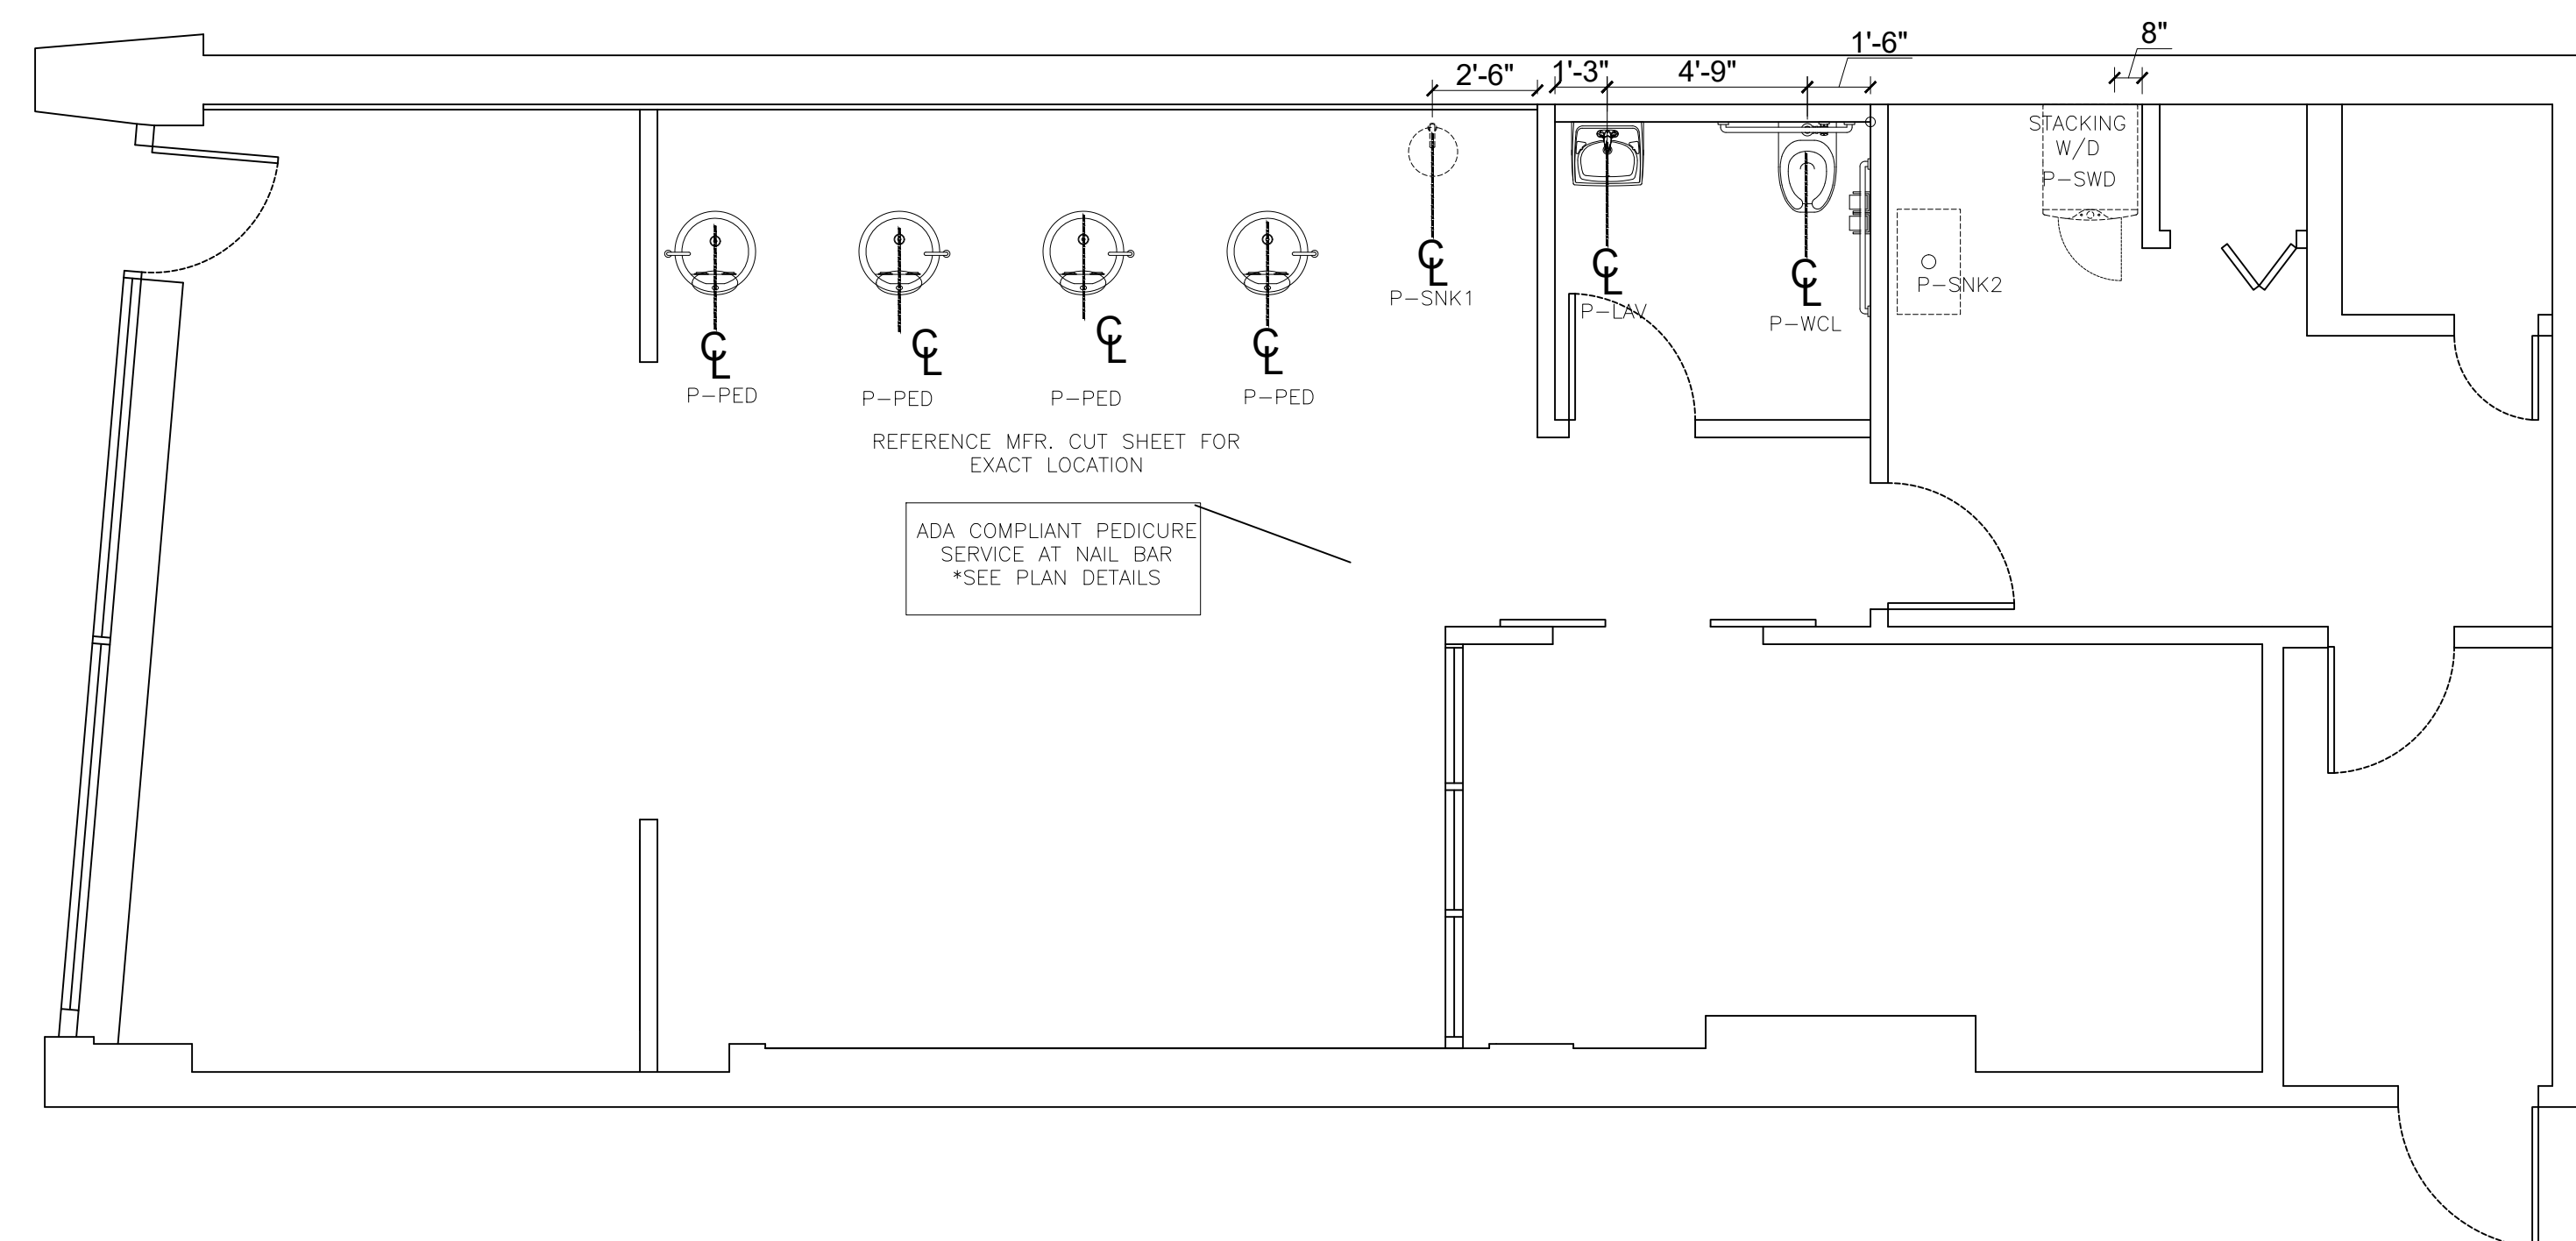 8"
1'-6"
2'-6"
1'-3"
4'-9"
STACKING
W/D
P-SWD
CL
P-SNK1
CL
P-LAV
CL
P-WCL
P-SNK2
CL
P-PED
CL
P-PED
CL
P-PED
CL
P-PED
REFERENCE MFR. CUT SHEET FOR
EXACT LOCATION
ADA COMPLIANT PEDICURE
SERVICE AT NAIL BAR
*SEE PLAN DETAILS